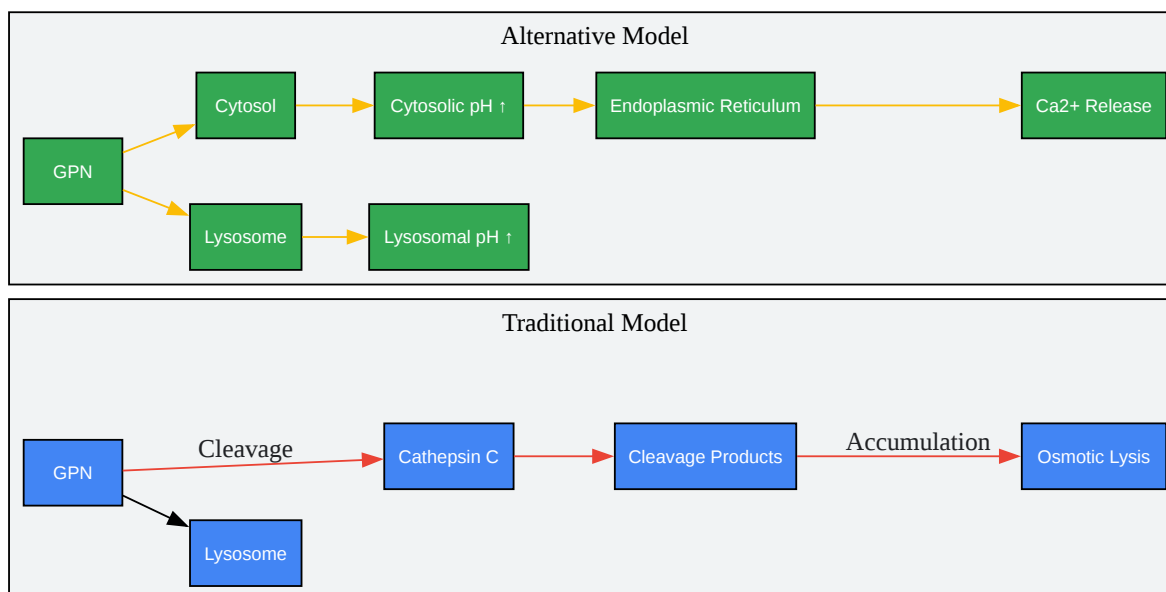 Alternative Model
Cytosol
Cytosolic pH ↑
Endoplasmic Reticulum
Ca2+ Release
GPN
Lysosome
Lysosomal pH ↑
Traditional Model
GPN
Cleavage
Cathepsin C
Cleavage Products
Accumulation
Osmotic Lysis
Lysosome